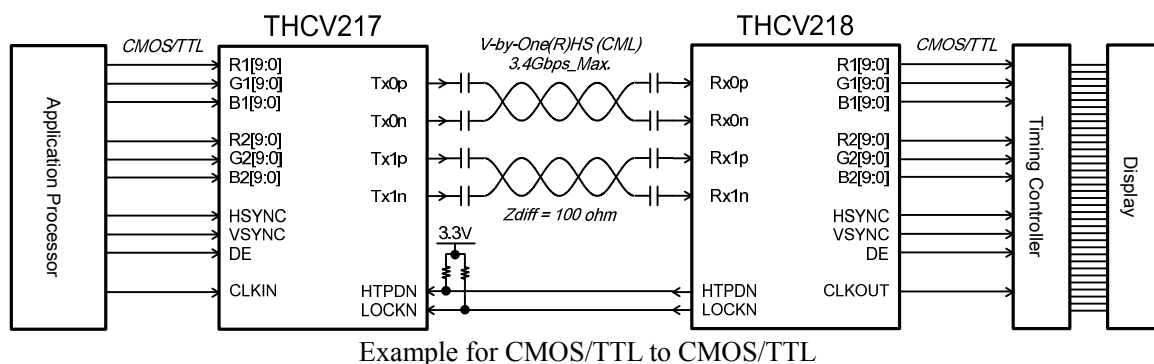 THCV217
THCV218
CMOS/TTL
V-by-One(R)HS (CML)
3.4Gbps_Max.
CMOS/TTL
Application Processor
R1[9:0]
G1[9:0]
B1[9:0]
R2[9:0]
G2[9:0]
B2[9:0]
HSYNC
VSYNC
DE
CLKIN
Tx0p
Tx0n
Tx1p
Tx1n
HTPDN
LOCKN
Zdiff = 100 ohm
3.3V
Rx0p
Rx0n
Rx1p
Rx1n
HTPDN
LOCKN
R1[9:0]
G1[9:0]
B1[9:0]
R2[9:0]
G2[9:0]
B2[9:0]
HSYNC
VSYNC
DE
CLKOUT
Timing Controller
Display
Example for CMOS/TTL to CMOS/TTL